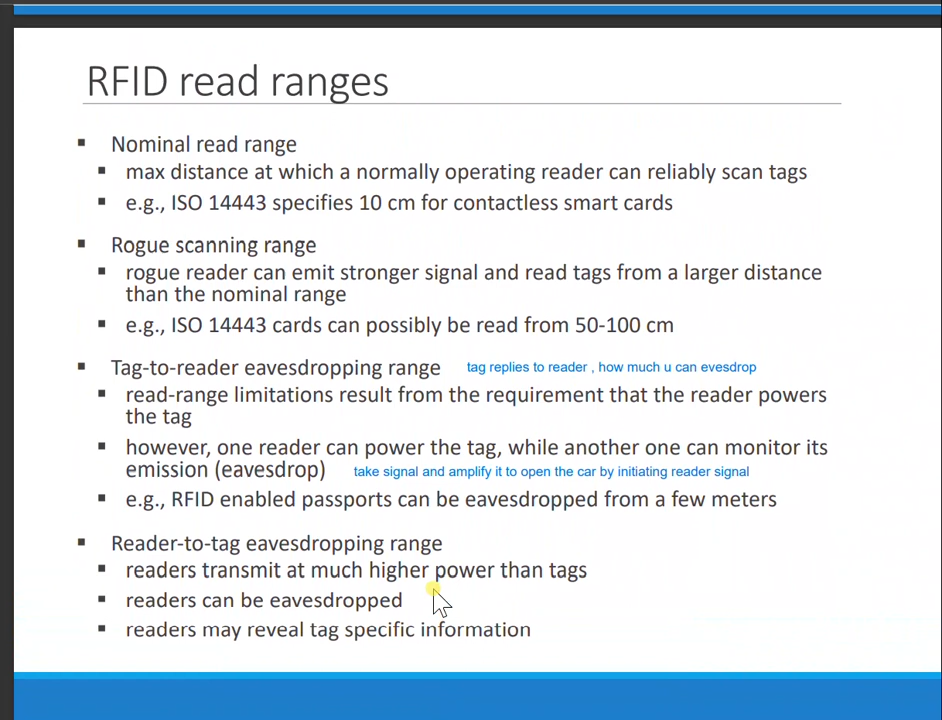 RFID read ranges
▪ Nominal read range
▪ max distance at which a normally operating reader can reliably scan tags
▪ e.g., ISO 14443 specifies 10 cm for contactless smart cards
▪ Rogue scanning range
▪ rogue reader can emit stronger signal and read tags from a larger distance
than the nominal range
▪ e.g., ISO 14443 cards can possibly be read from 50-100 cm
▪ Tag-to-reader eavesdropping range tag replies to reader , how much u can evesdrop
▪ read-range limitations result from the requirement that the reader powers
the tag
▪ however, one reader can power the tag, while another one can monitor its
emission (eavesdrop) take signal and amplify it to open the car by initiating reader signal
▪ e.g., RFID enabled passports can be eavesdropped from a few meters
▪ Reader-to-tag eavesdropping range
▪ readers transmit at much higher power than tags
▪ readers can be eavesdropped
▪ readers may reveal tag specific information